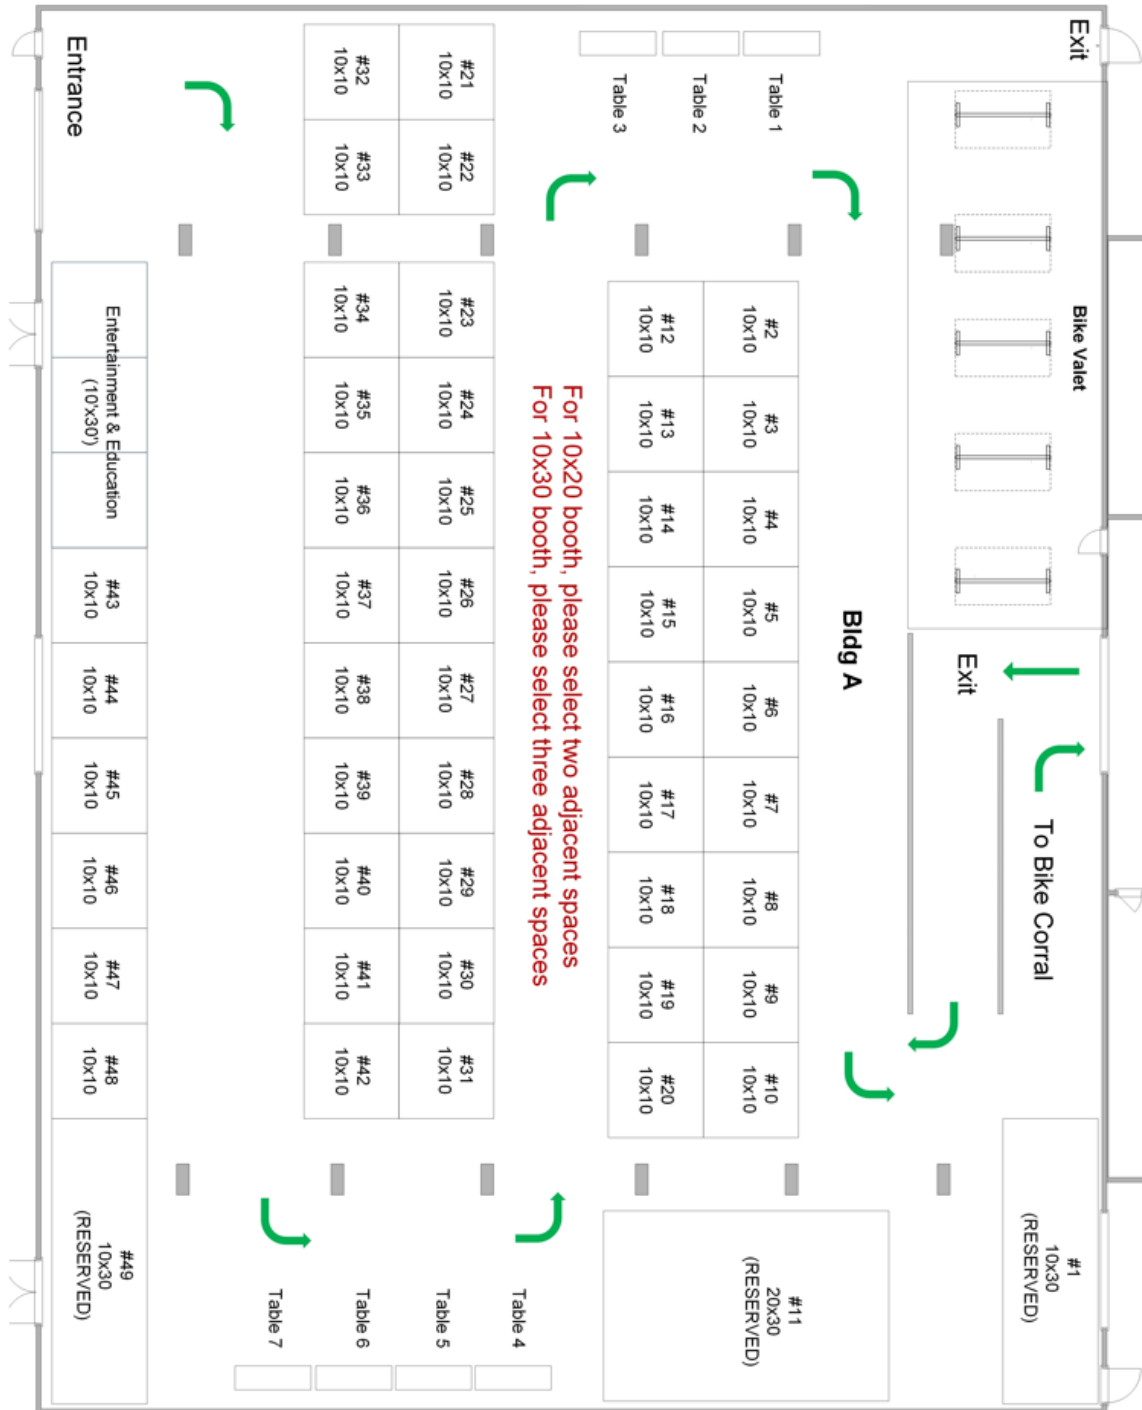 Exit
Bike Valet
Exit
To Bike Corral
#1
10x30
(RESERVED)
Bldg A
Table 1
Table 2
Table 3
#2
10x10
#3
10x10
#4
10x10
#5
10x10
#6
10x10
#7
10x10
#8
10x10
#9
10x10
#10
10x10
#11
20x30
(RESERVED)
#12
10x10
#13
10x10
#14
10x10
#15
10x10
#16
10x10
#17
10x10
#18
10x10
#19
10x10
#20
10x10
For 10x20 booth, please select two adjacent spaces
For 10x30 booth, please select three adjacent spaces
#21
10x10
#22
10x10
#23
10x10
#24
10x10
#25
10x10
#26
10x10
#27
10x10
#28
10x10
#29
10x10
#30
10x10
#31
10x10
Table 4
Table 5
Table 6
Table 7
#32
10x10
#33
10x10
#34
10x10
#35
10x10
#36
10x10
#37
10x10
#38
10x10
#39
10x10
#40
10x10
#41
10x10
#42
10x10
Entrance
Entertainment & Education
(10'x30')
#43
10x10
#44
10x10
#45
10x10
#46
10x10
#47
10x10
#48
10x10
#49
10x30
(RESERVED)